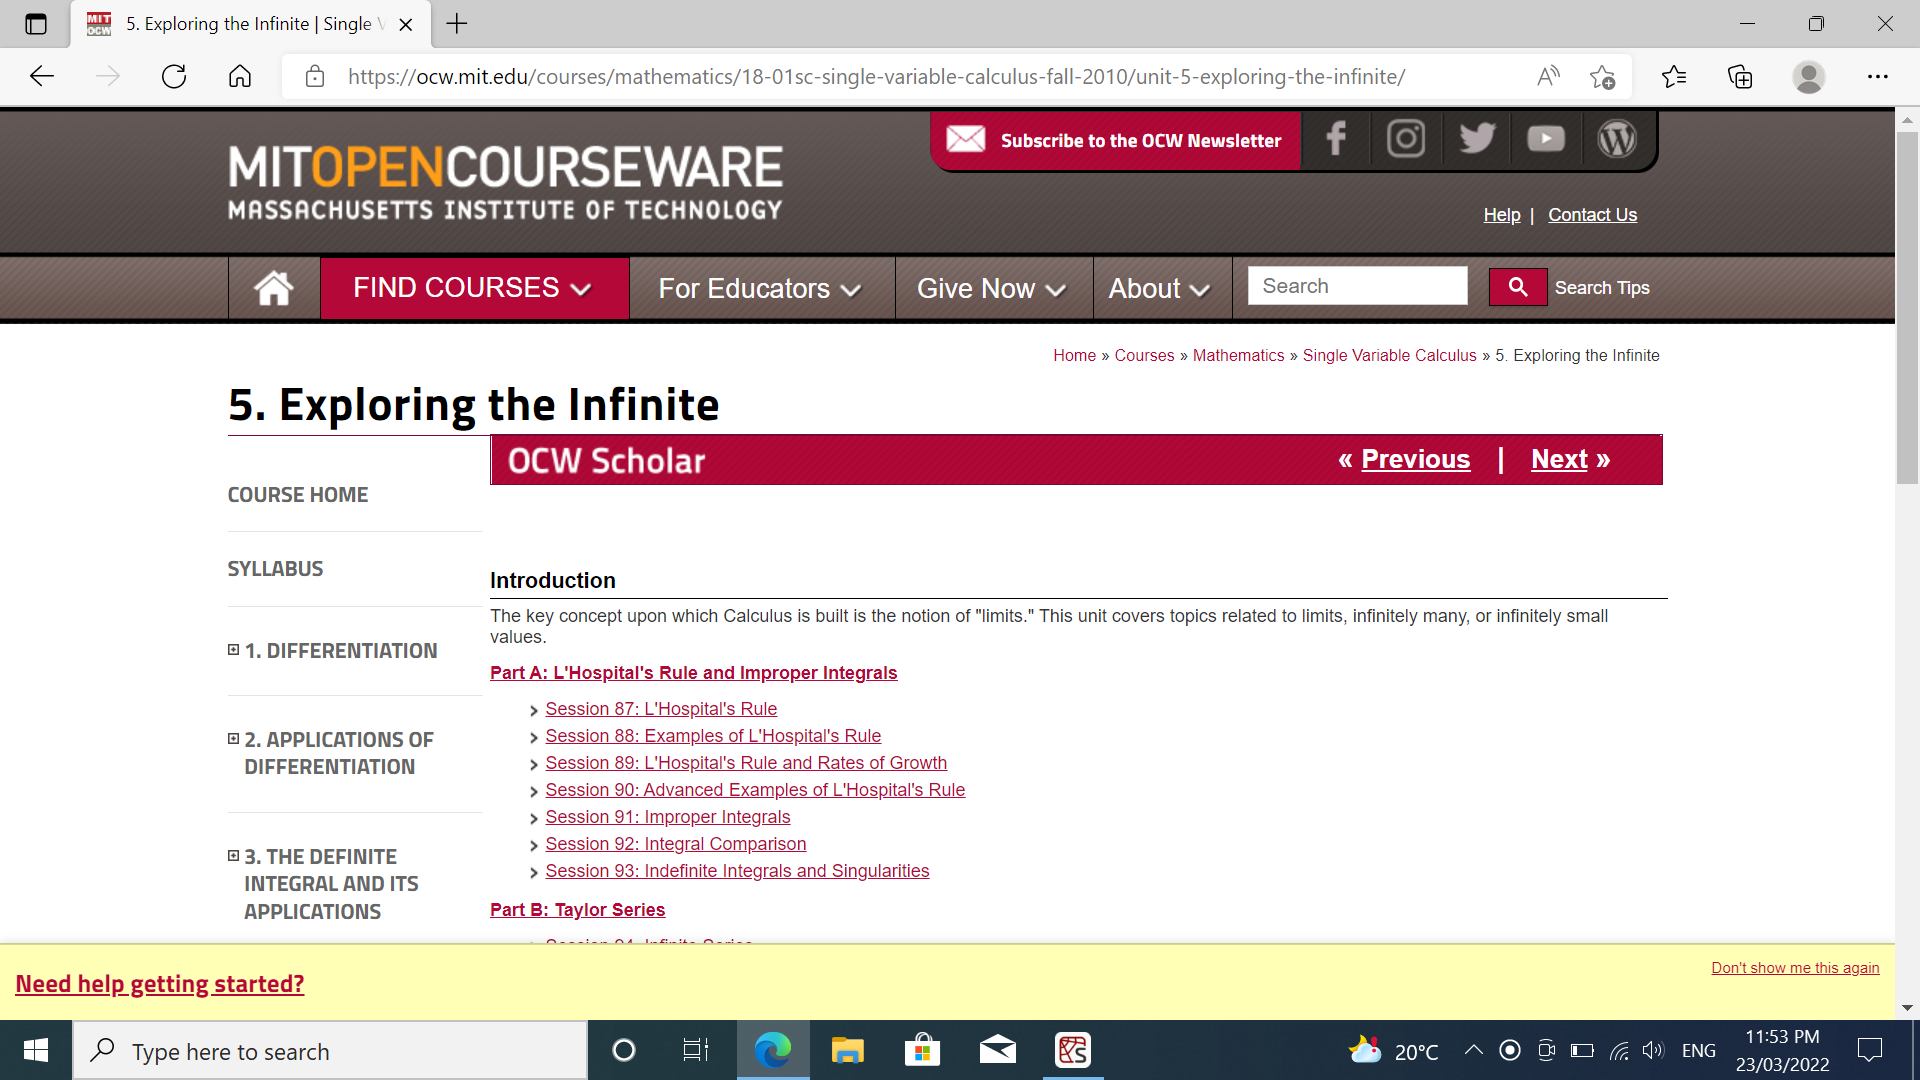 5. Exploring the Infinite | Single V
https://ocw.mit.edu/courses/mathematics/18-01sc-single-variable-calculus-fall-2010/unit-5-exploring-the-infinite/
Subscribe to the OCW Newsletter
MITOPENCOURSEWARE
MASSACHUSETTS INSTITUTE OF TECHNOLOGY
Help | Contact Us
FIND COURSES For Educators Give Now About Search Search Tips
Home » Courses » Mathematics » Single Variable Calculus » 5. Exploring the Infinite
5. Exploring the Infinite
OCW Scholar « Previous | Next »
COURSE HOME
SYLLABUS
1. DIFFERENTIATION
2. APPLICATIONS OF
DIFFERENTIATION
3. THE DEFINITE
INTEGRAL AND ITS
APPLICATIONS
Introduction
The key concept upon which Calculus is built is the notion of "limits." This unit covers topics related to limits, infinitely many, or infinitely small
values.
Part A: L'Hospital's Rule and Improper Integrals
Session 87: L'Hospital's Rule
Session 88: Examples of L'Hospital's Rule
Session 89: L'Hospital's Rule and Rates of Growth
Session 90: Advanced Examples of L'Hospital's Rule
Session 91: Improper Integrals
Session 92: Integral Comparison
Session 93: Indefinite Integrals and Singularities
Part B: Taylor Series
Session 94: Infinite Series
Need help getting started?
Don't show me this again
Type here to search
20°C
ENG
11:53 PM
23/03/2022